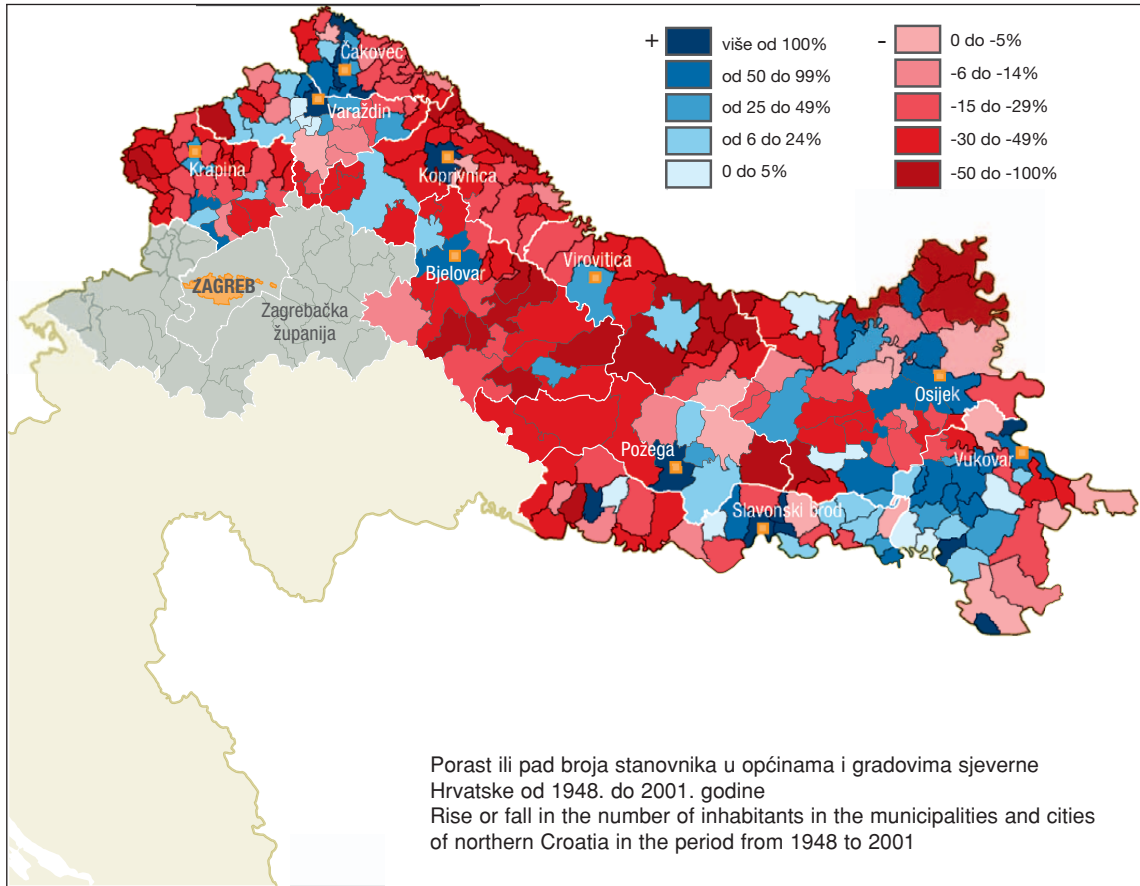 +
više od 100%
od 50 do 99%
od 25 do 49%
od 6 do 24%
0 do 5%
-
0 do -5%
-6 do -14%
-15 do -29%
-30 do -49%
-50 do -100%
Čakovec
Varaždin
Krapina
Koprivnica
Bjelovar
Virovitica
ZAGREB
Zagrebačka
županija
Osijek
Požega
Vukovar
Slavonski brod
Porast ili pad broja stanovnika u općinama i gradovima sjeverne
Hrvatske od 1948. do 2001. godine
Rise or fall in the number of inhabitants in the municipalities and cities
of northern Croatia in the period from 1948 to 2001